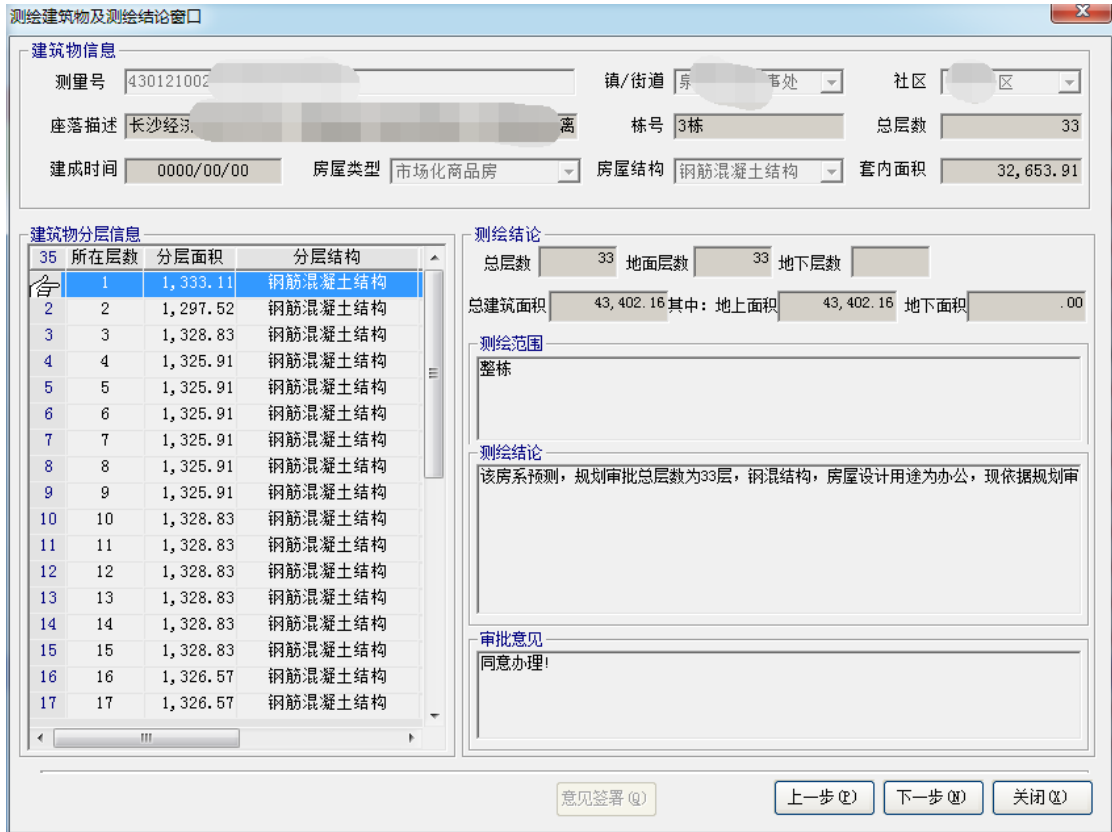 测绘建筑物及测绘结论窗口
建筑物信息
测量号 430121002 镇/街道 事处 社区 区
座落描述 长沙经 离 栋号 3栋 总层数 33
建成时间 0000/00/00 房屋类型 市场化商品房 房屋结构 钢筋混凝土结构 套内面积 32,653.91
建筑物分层信息
35 所在层数 分层面积 分层结构
1 1,333.11 钢筋混凝土结构
2 2 1,297.52 钢筋混凝土结构
3 3 1,328.83 钢筋混凝土结构
4 4 1,325.91 钢筋混凝土结构
5 5 1,325.91 钢筋混凝土结构
6 6 1,325.91 钢筋混凝土结构
7 7 1,325.91 钢筋混凝土结构
8 8 1,325.91 钢筋混凝土结构
9 9 1,325.91 钢筋混凝土结构
10 10 1,328.83 钢筋混凝土结构
11 11 1,328.83 钢筋混凝土结构
12 12 1,328.83 钢筋混凝土结构
13 13 1,328.83 钢筋混凝土结构
14 14 1,328.83 钢筋混凝土结构
15 15 1,328.83 钢筋混凝土结构
16 16 1,326.57 钢筋混凝土结构
17 17 1,326.57 钢筋混凝土结构
测绘结论
总层数 33 地面层数 33 地下层数
总建筑面积 43,402.16 其中: 地上面积 43,402.16 地下面积 .00
测绘范围
整栋
测绘结论
该房系预测，规划审批总层数为33层，钢混结构，房屋设计用途为办公，现依据规划审
审批意见
同意办理!
意见签署(Q) 上一步(P) 下一步(N) 关闭(X)